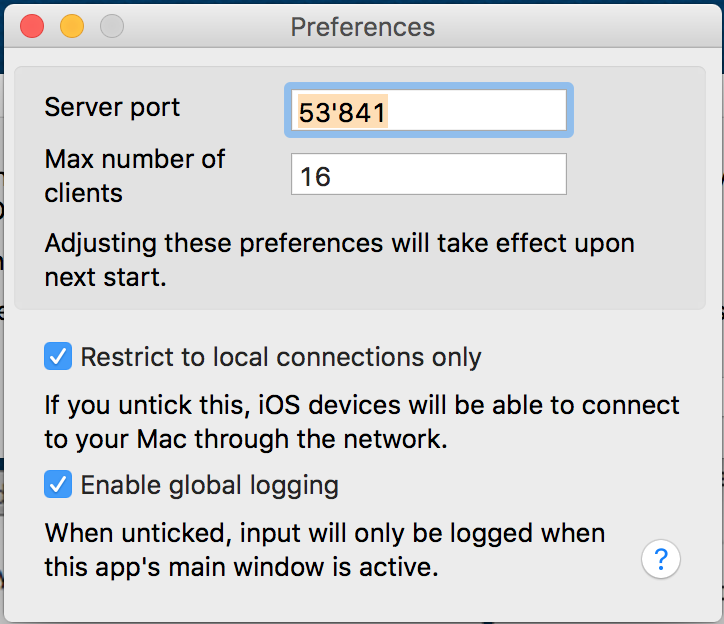 Preferences
Server port
53'841
Max number of
clients
16
Adjusting these preferences will take effect upon
next start.
Restrict to local connections only
If you untick this, iOS devices will be able to connect
to your Mac through the network.
Enable global logging
When unticked, input will only be logged when
this app's main window is active.
?